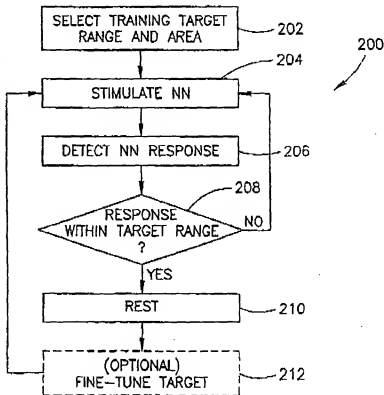 SELECT TRAINING TARGET
RANGE AND AREA
202
204
200
STIMULATE NN
DETECT NN RESPONSE
206
208
RESPONSE
WITHIN TARGET RANGE
?
NO
YES
REST
210
(OPTIONAL)
FINE-TUNE TARGET
212